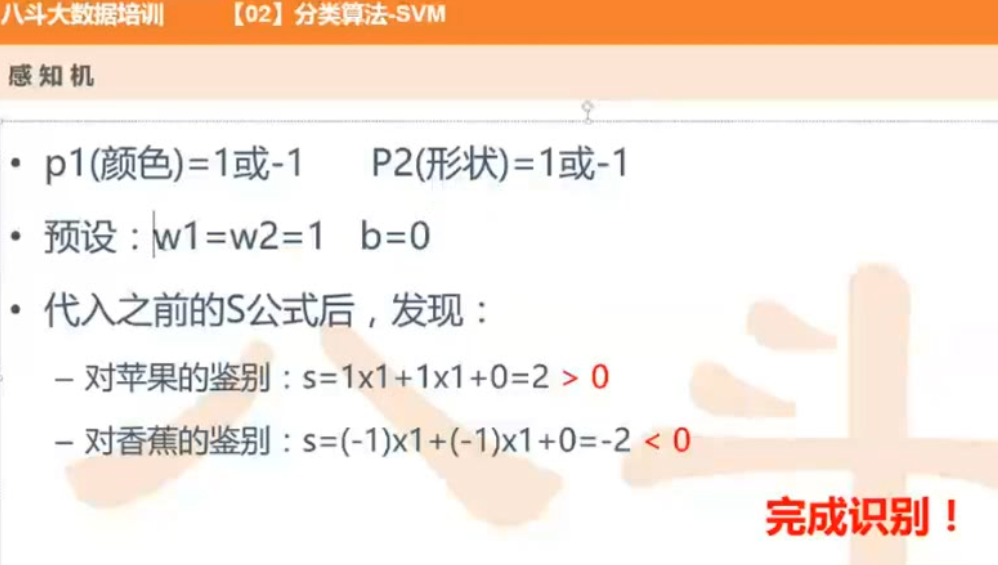 八斗大数据培训 【02】分类算法-SVM
感知机
• p1(颜色)=1或-1 P2(形状)=1或-1
• 预设：w1=w2=1 b=0
• 代入之前的S公式后，发现：
– 对苹果的鉴别：s=1x1+1x1+0=2 > 0
– 对香蕉的鉴别：s=(-1)x1+(-1)x1+0=-2 < 0
完成识别！
八斗